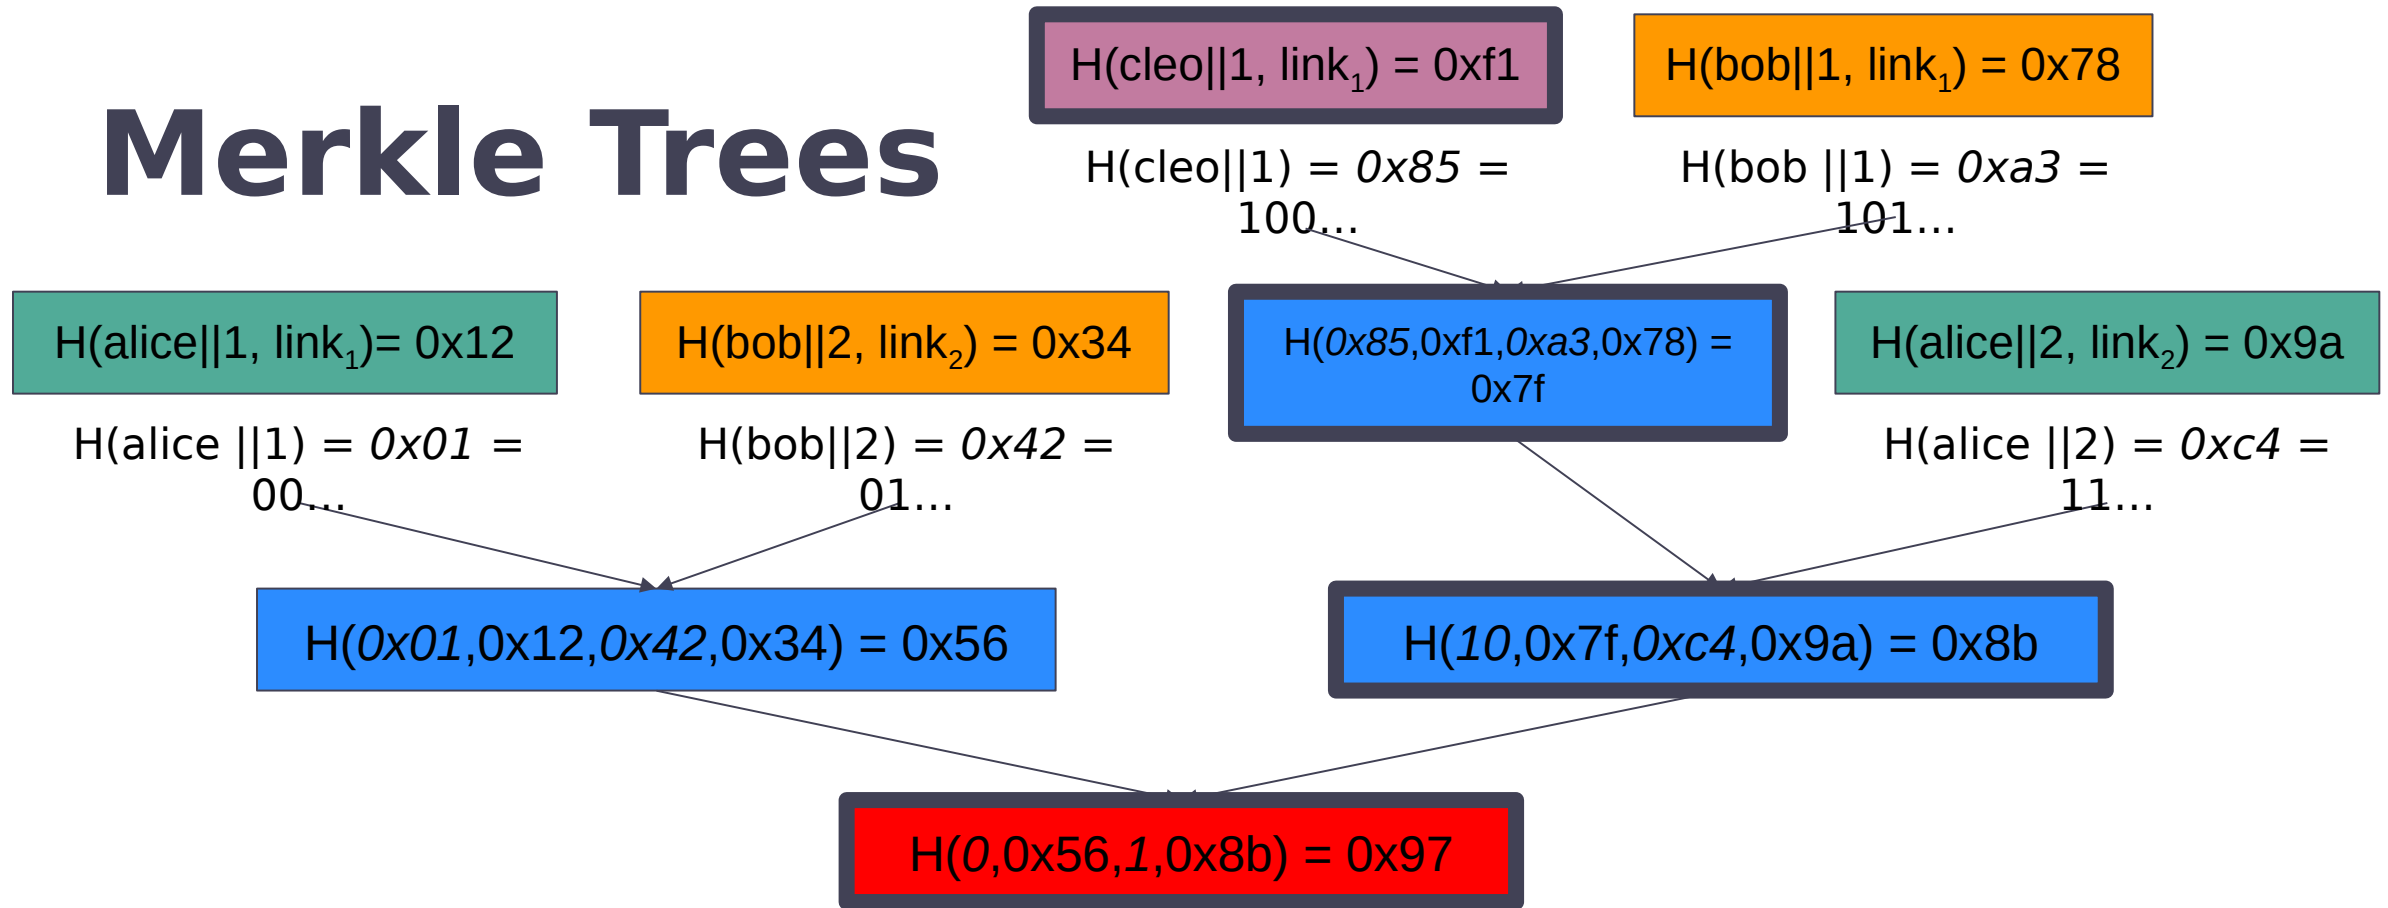 Merkle Trees
H(cleo||1, link₁) = 0xf1
H(cleo||1) = 0x85 =
100...
H(bob||1, link₁) = 0x78
H(bob ||1) = 0xa3 =
101...
H(alice||1, link₁)= 0x12
H(alice ||1) = 0x01 =
00...
H(bob||2, link₂) = 0x34
H(bob||2) = 0x42 =
01...
H(0x85,0xf1,0xa3,0x78) =
0x7f
H(alice||2, link₂) = 0x9a
H(alice ||2) = 0xc4 =
11...
H(0x01,0x12,0x42,0x34) = 0x56
H(10,0x7f,0xc4,0x9a) = 0x8b
H(0,0x56,1,0x8b) = 0x97